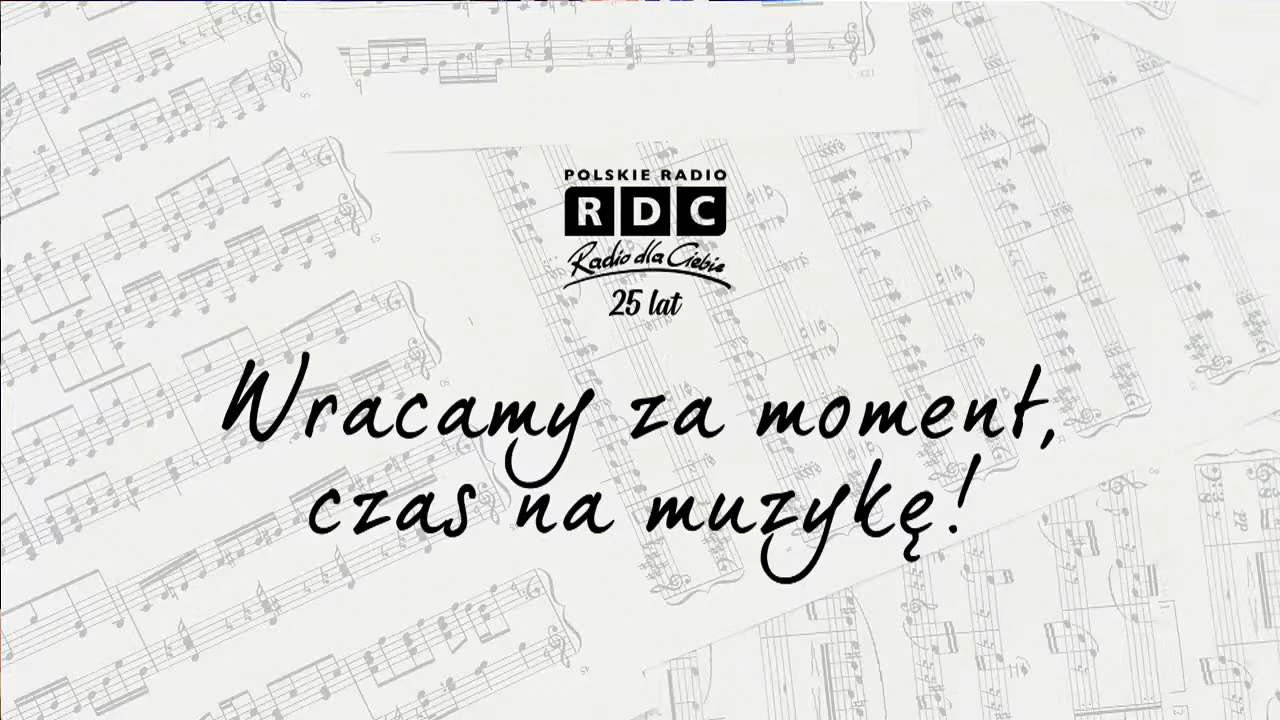 POLSKIE RADIO
RDC
Radio dla Ciebie
25 lat
Wracamy za moment,
czas na muzykę!